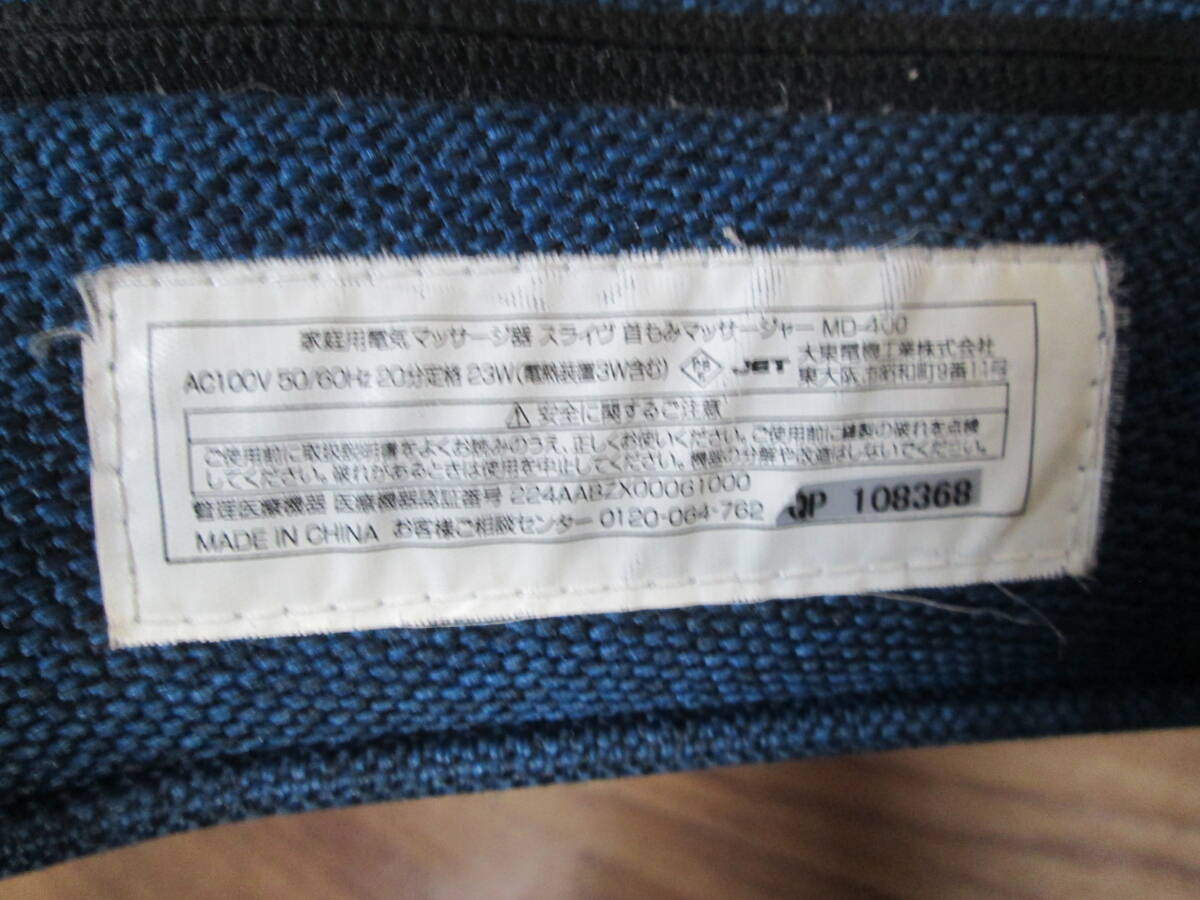 家庭用電気マッサージ器 スライヴ 首もみマッサージャー MD-400
AC100V 50/60Hz 20分定格 23W(電熱装置3W含む) PS E JET 大東電機工業株式会社
東大阪市昭和町9番11号
⚠ 安全に関するご注意
ご使用前に取扱説明書をよくお読みのうえ、正しくお使いください。ご使用前に縫製の破れを点検
してください。破れがあるときは使用を中止してください。機器の分解や改造はしないでください。
管理医療機器 医療機器認証番号 224AABZX00061000
MADE IN CHINA お客様ご相談センター 0120-064-762 JP 108368